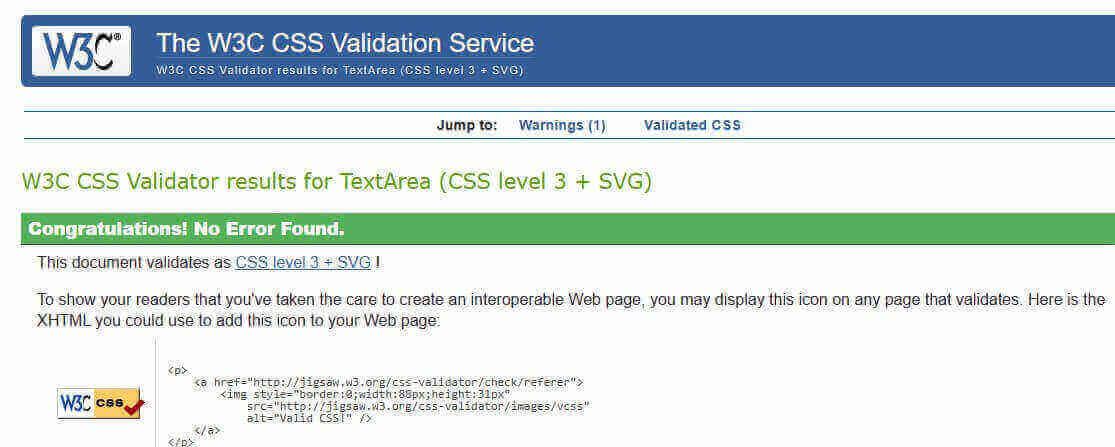 W3C®
The W3C CSS Validation Service
W3C CSS Validator results for TextArea (CSS level 3 + SVG)
Jump to: Warnings (1) Validated CSS
W3C CSS Validator results for TextArea (CSS level 3 + SVG)
Congratulations! No Error Found.
This document validates as CSS level 3 + SVG !
To show your readers that you've taken the care to create an interoperable Web page, you may display this icon on any page that validates. Here is the
XHTML you could use to add this icon to your Web page:
W3C css
<p>
<a href="http://jigsaw.w3.org/css-validator/check/referer">
<img style="border:0;width:88px;height:31px"
src="http://jigsaw.w3.org/css-validator/images/vcss"
alt="Valid CSS!" />
</a>
</p>